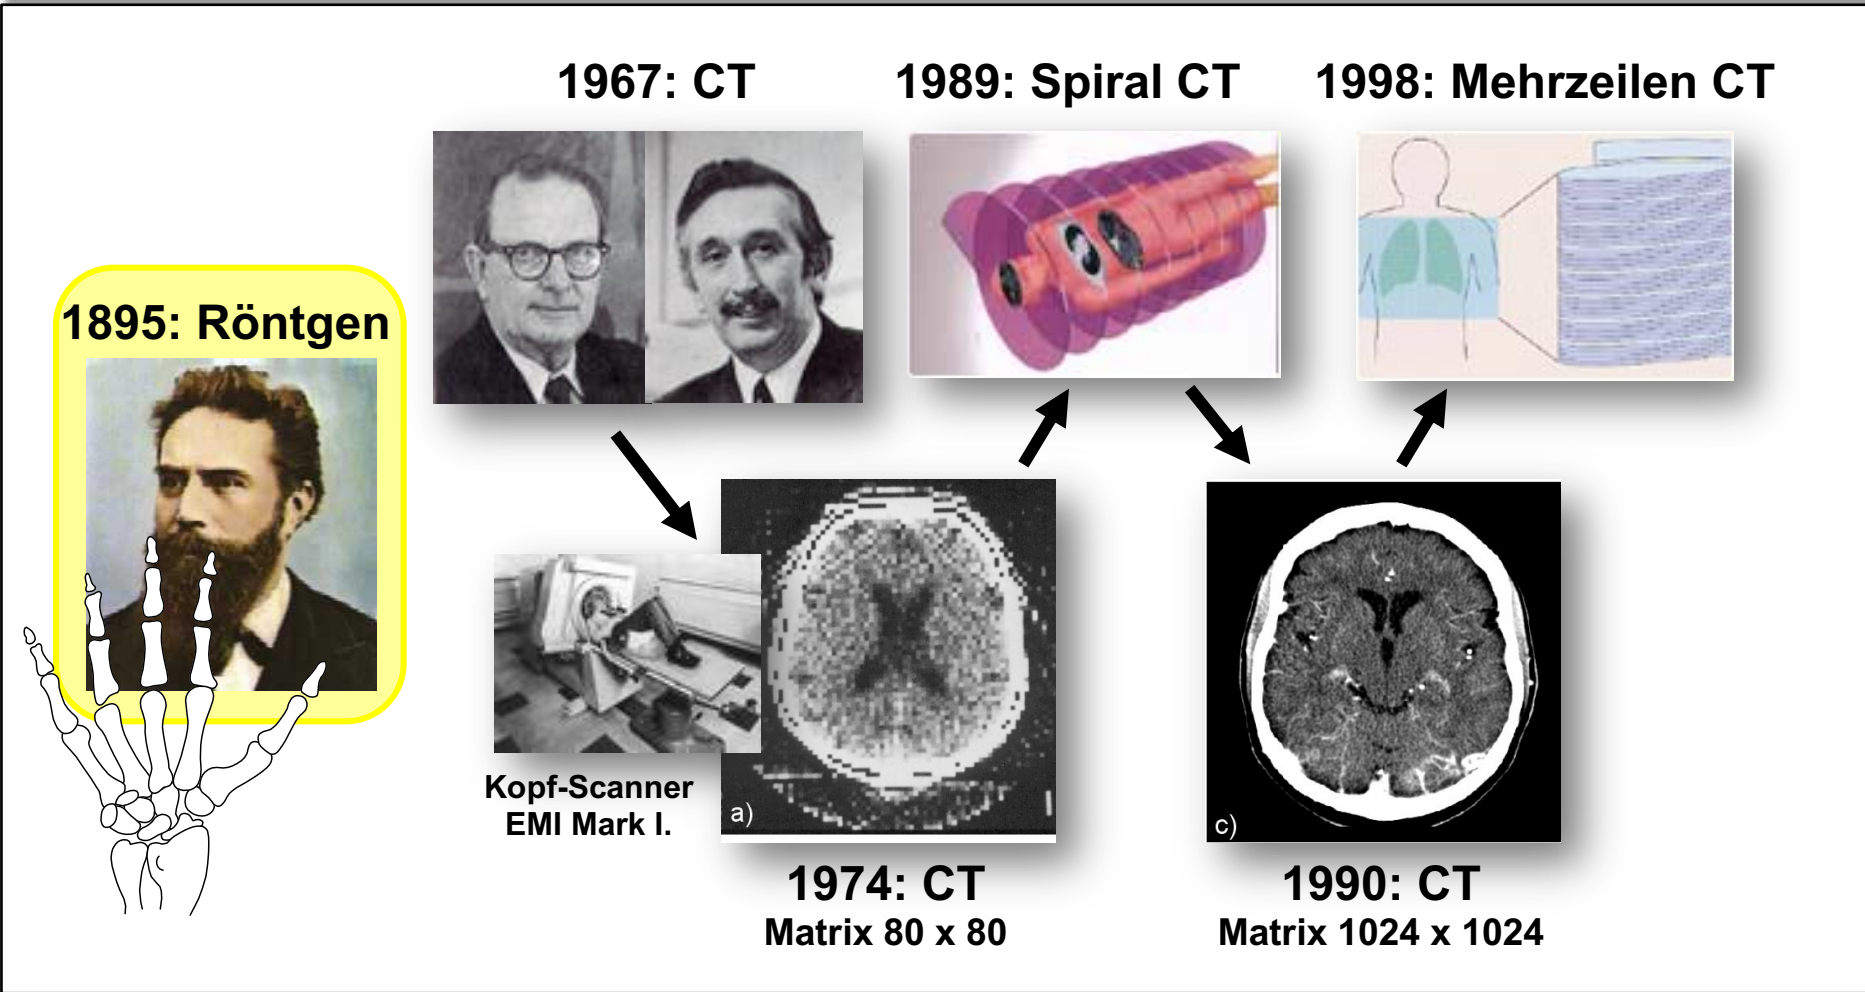 1895: Röntgen
1967: CT
1989: Spiral CT
1998: Mehrzeilen CT
Kopf-Scanner
EMI Mark I.
a)
1974: CT
Matrix 80 x 80
c)
1990: CT
Matrix 1024 x 1024